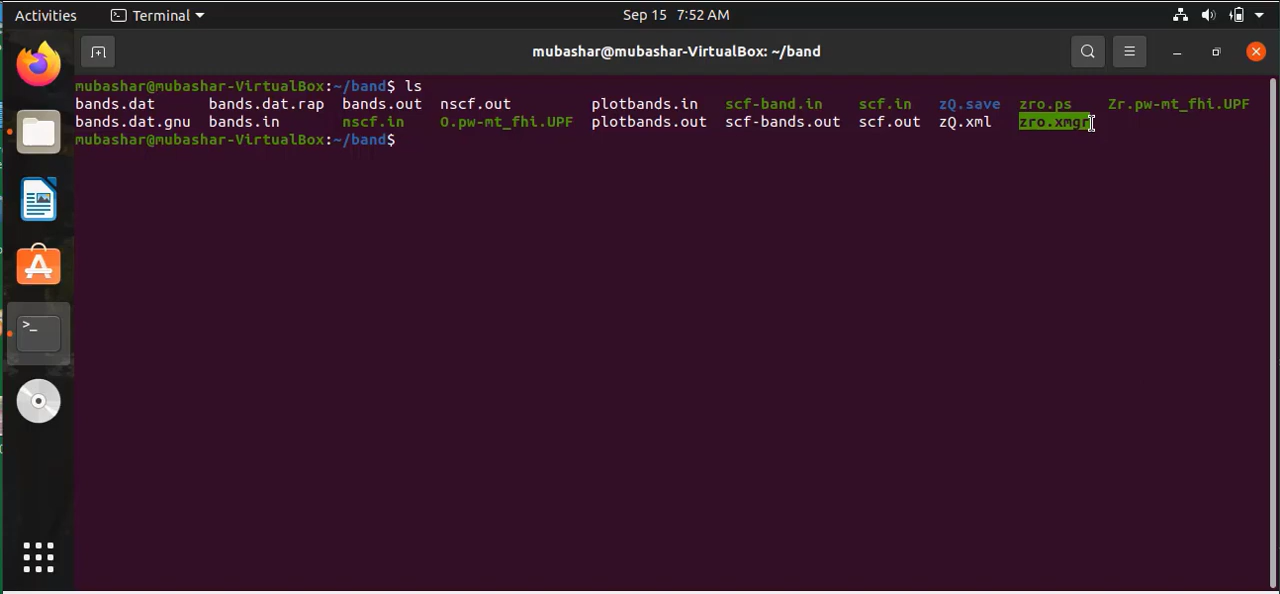 Activities Terminal Sep 15 7:52 AM
mubashar@mubashar-VirtualBox: ~/band
mubashar@mubashar-VirtualBox:~/band$ ls
bands.dat bands.dat.rap bands.out nscf.out plotbands.in scf-band.in scf.in zQ.save zro.ps Zr.pw-mt_fhi.UPF
bands.dat.gnu bands.in nscf.in O.pw-mt_fhi.UPF plotbands.out scf-bands.out scf.out zQ.xml zro.xmgr
mubashar@mubashar-VirtualBox:~/band$